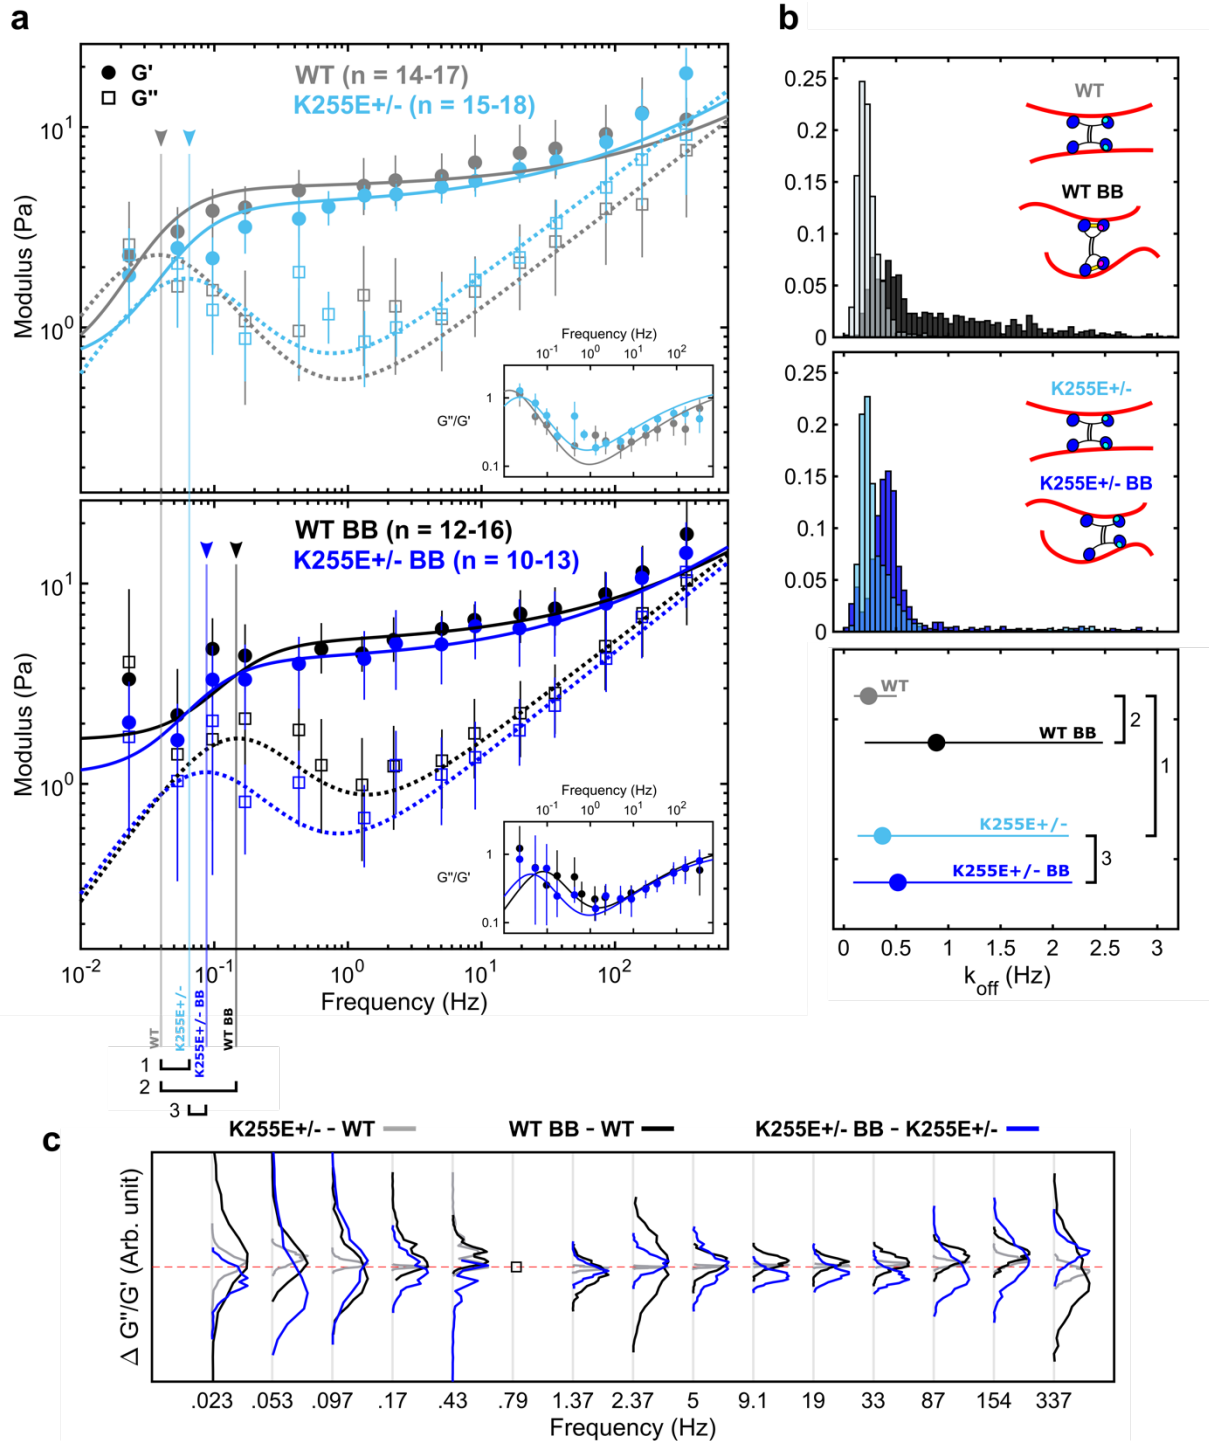 a
G'
G''
WT (n = 14-17)
K255E+/- (n = 15-18)
10^1
10^0
Modulus (Pa)
Frequency (Hz)
10^-1 10^0 10^1 10^2
G''/G'
1
0.1
WT BB (n = 12-16)
K255E+/- BB (n = 10-13)
10^1
10^0
Modulus (Pa)
Frequency (Hz)
10^-1 10^0 10^1 10^2
G''/G'
1
0.1
10^-2 10^-1 10^0 10^1 10^2
Frequency (Hz)
WT
K255E+/-
K255E+/- BB
WT BB
1
2
3
b
0.25
0.2
0.15
0.1
0.05
0
WT
WT BB
0.25
0.2
0.15
0.1
0.05
0
K255E+/-
K255E+/- BB
WT
WT BB
2
1
K255E+/-
3
K255E+/- BB
0 0.5 1 1.5 2 2.5 3
k_off (Hz)
c
K255E+/- - WT
WT BB - WT
K255E+/- BB - K255E+/-
Δ G''/G' (Arb. unit)
.023 .053 .097 .17 .43 .79 1.37 2.37 5 9.1 19 33 87 154 337
Frequency (Hz)